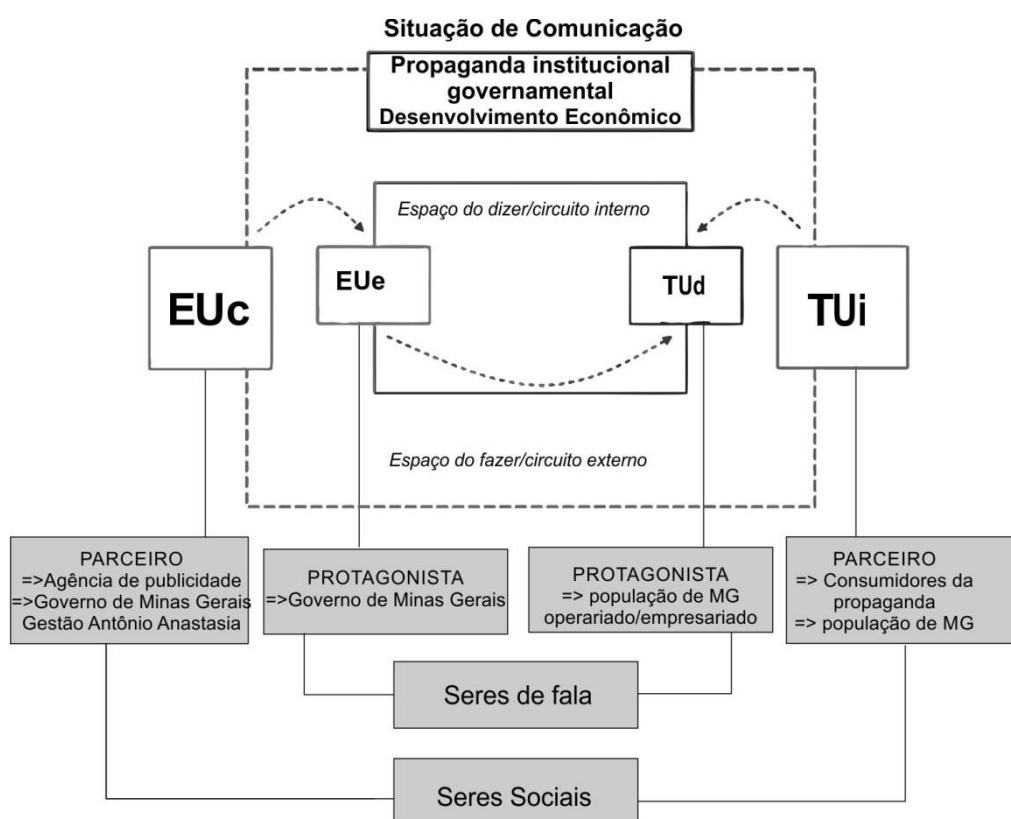 Situação de Comunicação
Propaganda institucional
governamental
Desenvolvimento Econômico
Espaço do dizer/circuito interno
EUc
EUe
TUd
TUi
Espaço do fazer/circuito externo
PARCEIRO
=>Agência de publicidade
=>Governo de Minas Gerais
Gestão Antônio Anastasia
PROTAGONISTA
=>Governo de Minas Gerais
PROTAGONISTA
=> população de MG
operariado/empresariado
PARCEIRO
=> Consumidores da
propaganda
=> população de MG
Seres de fala
Seres Sociais